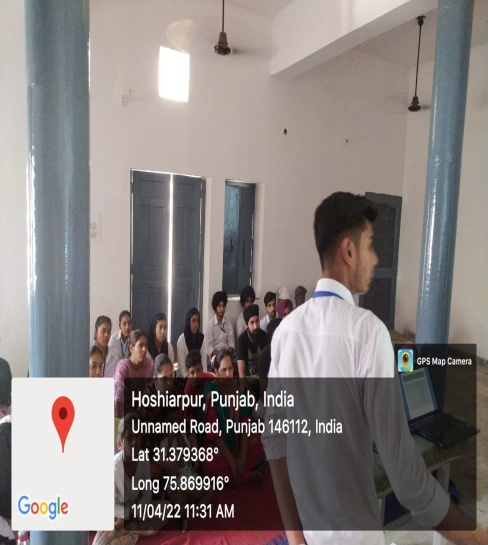 GPS Map Camera
Hoshiarpur, Punjab, India
Unnamed Road, Punjab 146112, India
Lat 31.379368°
Long 75.869916°
11/04/22 11:31 AM
Google